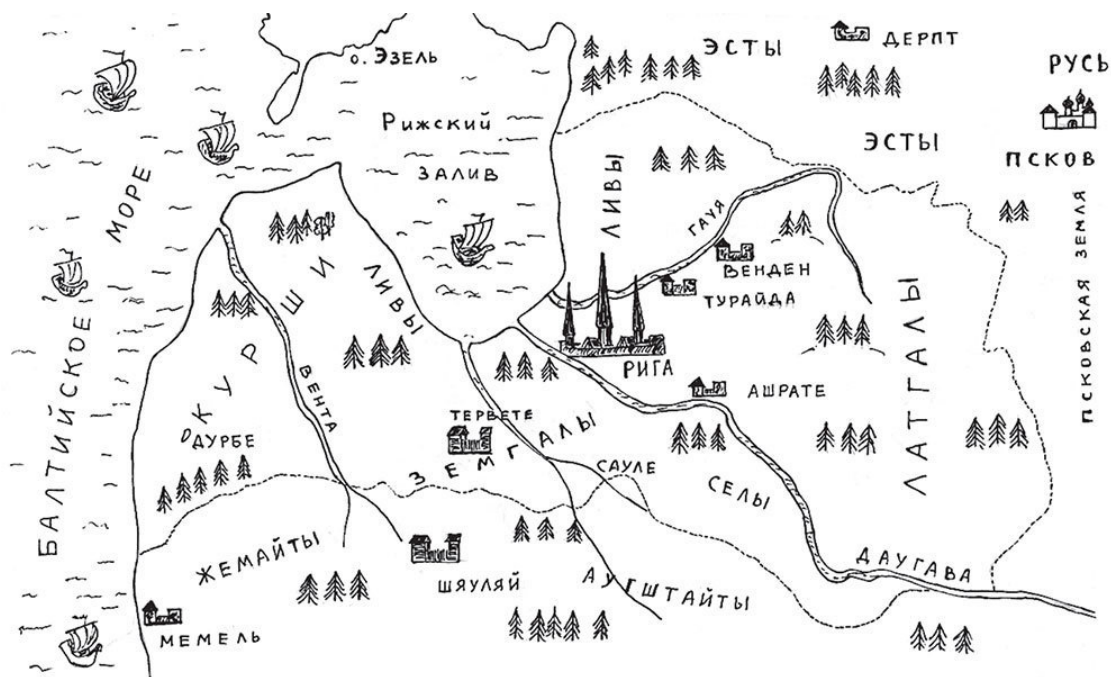 о. Эзель
ЭСТЫ
ДЕРПТ
РУСЬ
ПСКОВ
ПСКОВСКАЯ ЗЕМЛЯ
ЭСТЫ
Рижский
ЗАЛИВ
БАЛТИЙСКОЕ МОРЕ
ЛИВЫ
ГАУЯ
ВЕНДЕН
ТУРАЙДА
РИГА
ЛИВЫ
КУРШИ
ВЕНТА
ДУРБЕ
ТЕРВЕТЕ
ЗЕМГАЛЫ
САУЛЕ
АШРАТЕ
СЕЛЫ
ЛАТГАЛЫ
ДАУГАВА
ЖЕМАЙТЫ
ШЯУЛЯЙ
АУГШТАЙТЫ
МЕМЕЛЬ